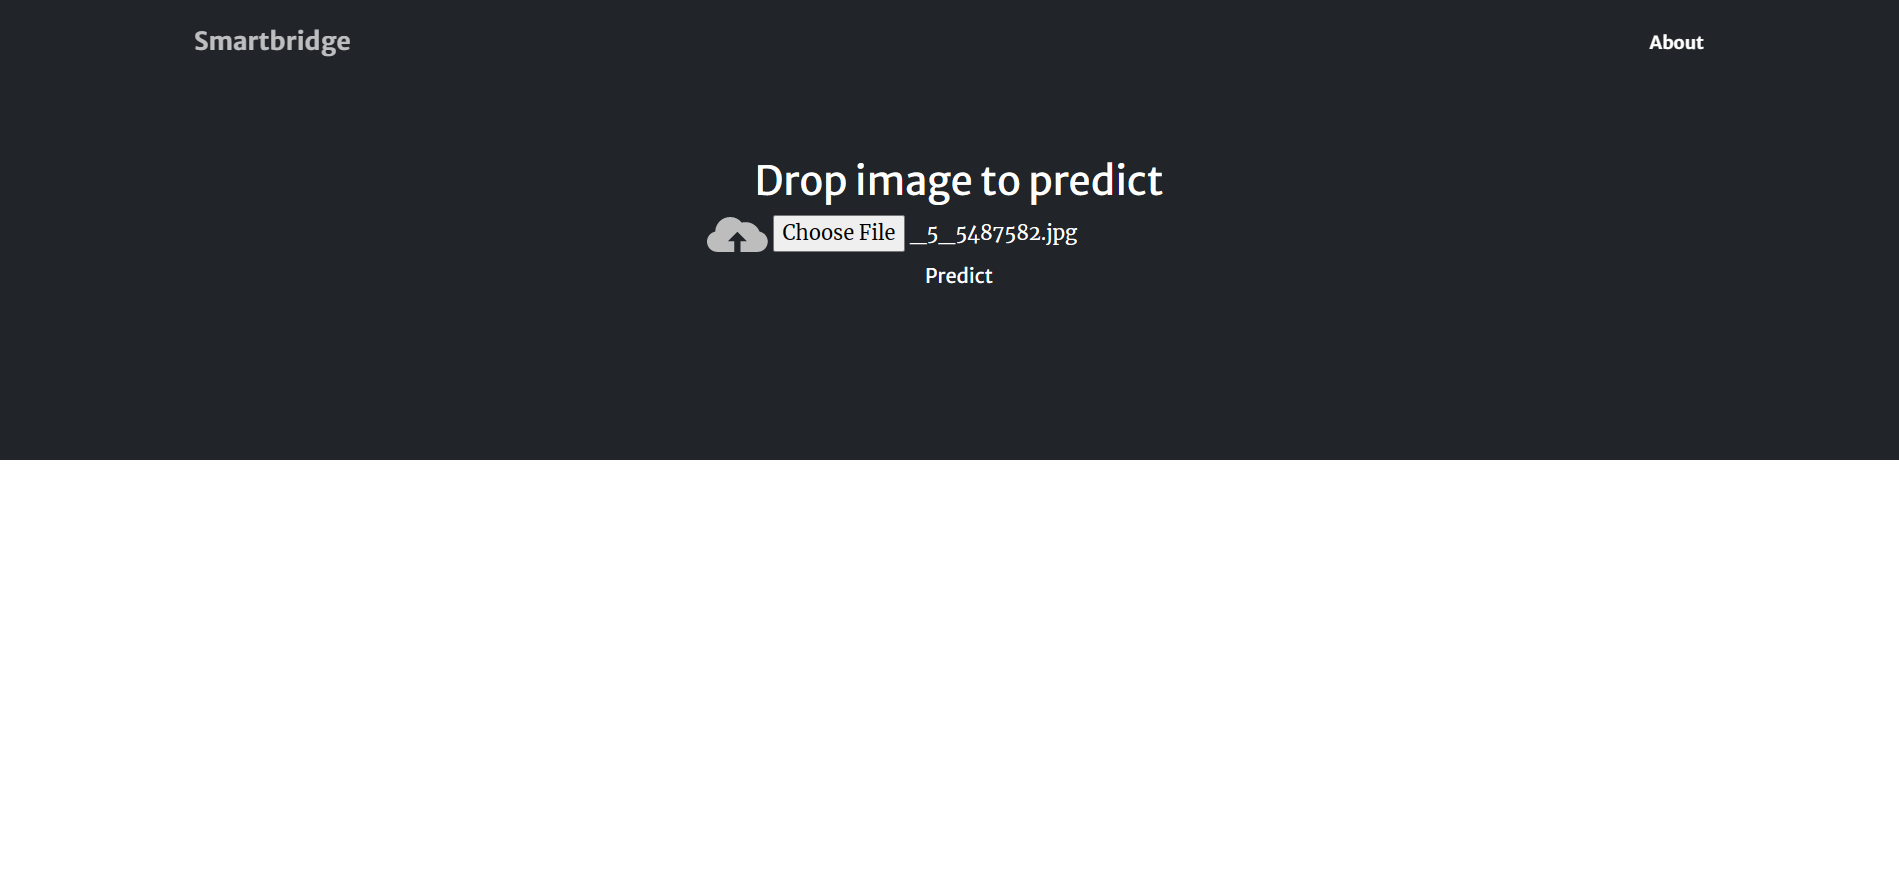 Smartbridge
About
Drop image to predict
Choose File _5_5487582.jpg
Predict